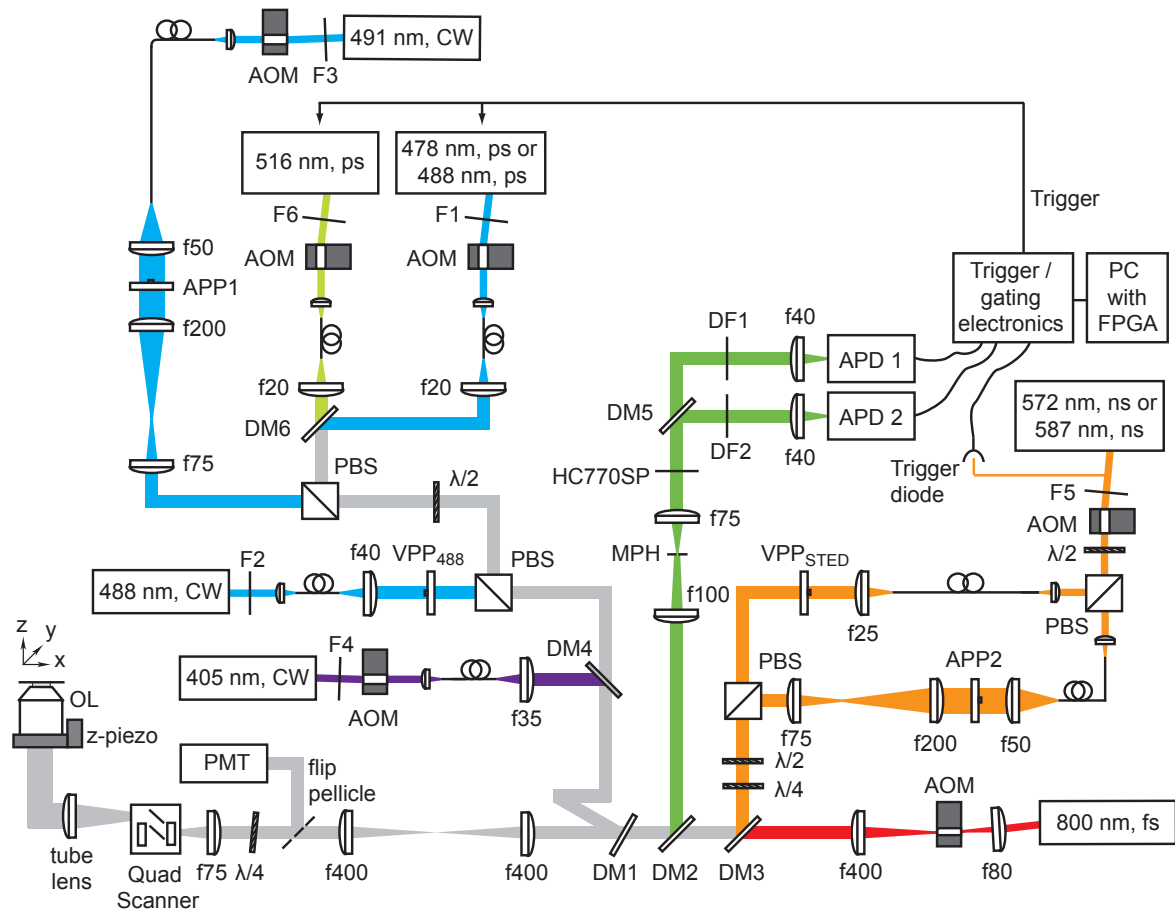 491 nm, CW
AOM
F3
516 nm, ps
478 nm, ps or
488 nm, ps
Trigger
F6
F1
AOM
AOM
f50
APP1
f200
Trigger /
gating
electronics
PC
with
FPGA
DF1
f40
APD 1
f20
f20
DM6
DM5
APD 2
DF2
f40
572 nm, ns or
587 nm, ns
f75
PBS
λ/2
HC770SP
Trigger
diode
F5
AOM
f75
MPH
λ/2
F2
f40
VPP488
PBS
488 nm, CW
VPPSTED
f100
f25
PBS
z
y
x
F4
DM4
405 nm, CW
AOM
f35
PBS
APP2
OL
z-piezo
f75
f200
f50
PMT
flip
pellicle
λ/2
λ/4
AOM
800 nm, fs
tube
lens
Quad
Scanner
f75
λ/4
f400
f400
DM1
DM2
DM3
f400
f80